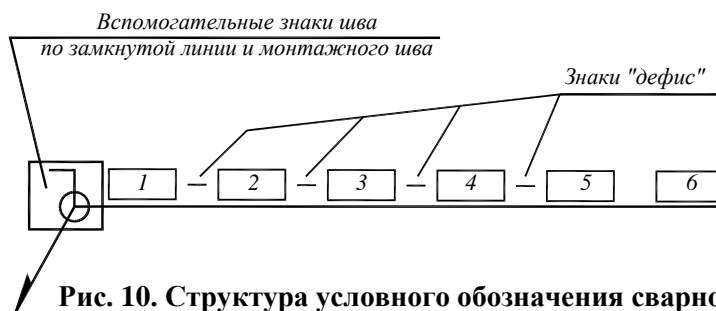 Вспомогательные знаки шва
по замкнутой линии и монтажного шва
Знаки "дефис"
1 – 2 – 3 – 4 – 5 6
Рис. 10. Структура условного обозначения сварно